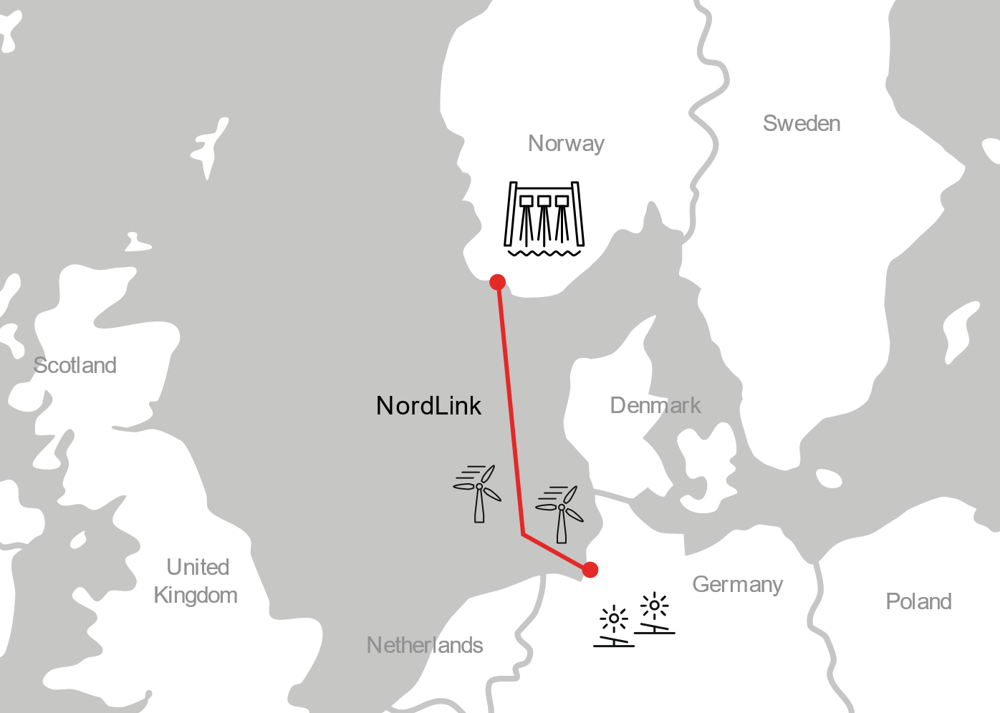 Sweden
Norway
Scotland
NordLink
Denmark
United
Kingdom
Germany
Poland
Netherlands